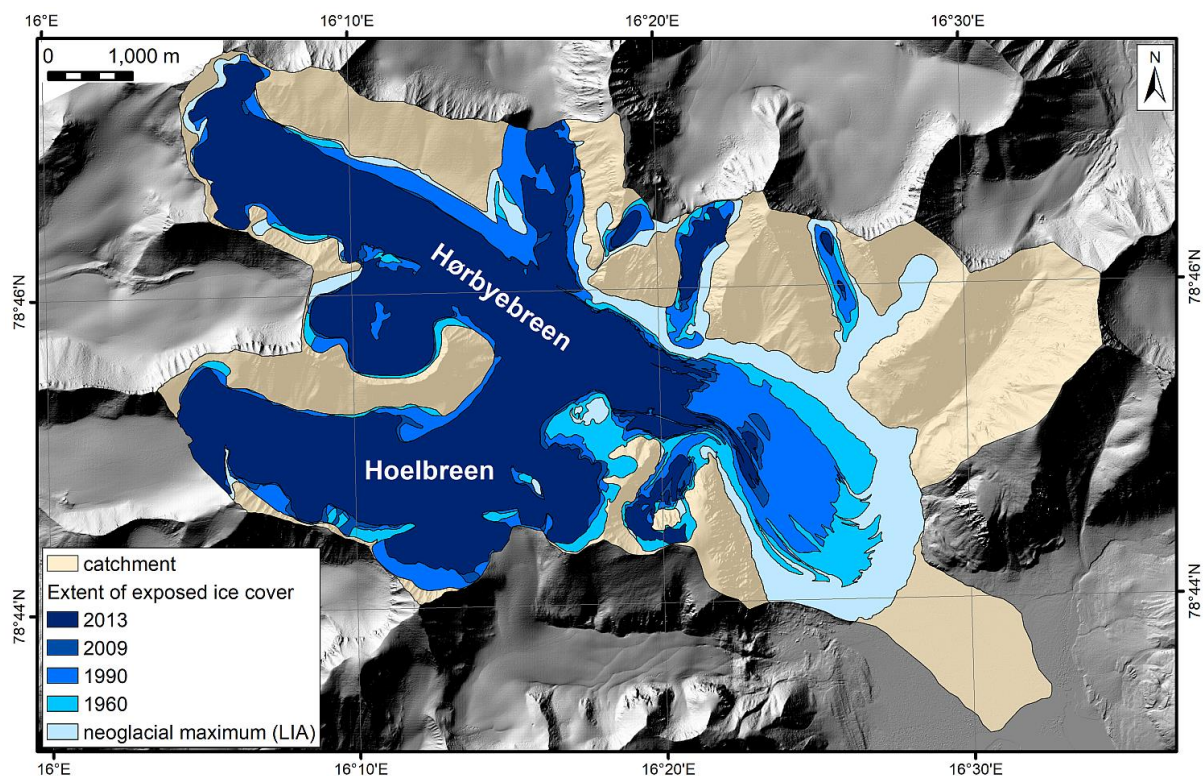 16°E 16°10'E 16°20'E 16°30'E
0 1,000 m
N
78°46'N 78°46'N
Hørbyebreen
Hoelbreen
catchment
Extent of exposed ice cover
2013
2009
1990
1960
neoglacial maximum (LIA)
78°44'N 78°44'N
16°E 16°10'E 16°20'E 16°30'E